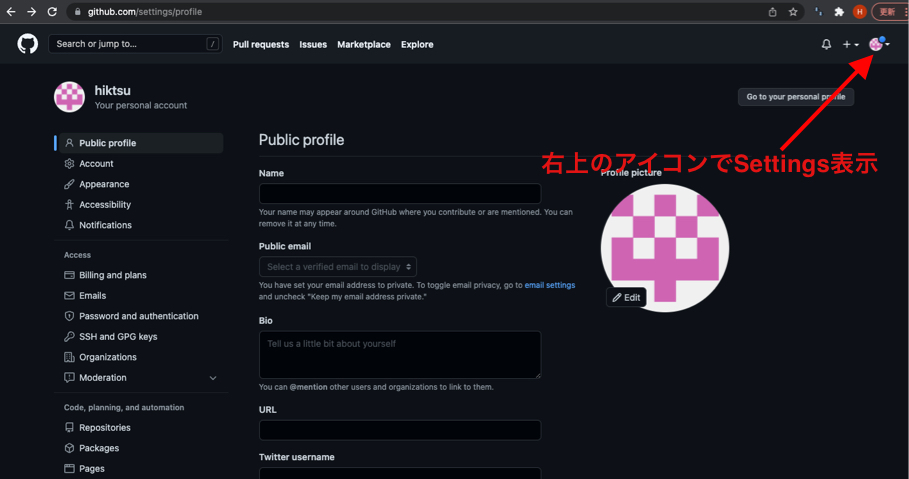 github.com/settings/profile
H
更新
Search or jump to...
/
Pull requests
Issues
Marketplace
Explore
hiktsu
Your personal account
Go to your personal profile
右上のアイコンでSettings表示
Public profile
Account
Appearance
Accessibility
Notifications
Access
Billing and plans
Emails
Password and authentication
SSH and GPG keys
Organizations
Moderation
Code, planning, and automation
Repositories
Packages
Pages
Public profile
Name
Your name may appear around GitHub where you contribute or are mentioned. You can
remove it at any time.
Public email
Select a verified email to display
You have set your email address to private. To toggle email privacy, go to email settings
and uncheck "Keep my email address private."
Bio
Tell us a little bit about yourself
You can @mention other users and organizations to link to them.
URL
Twitter username
Profile picture
Edit